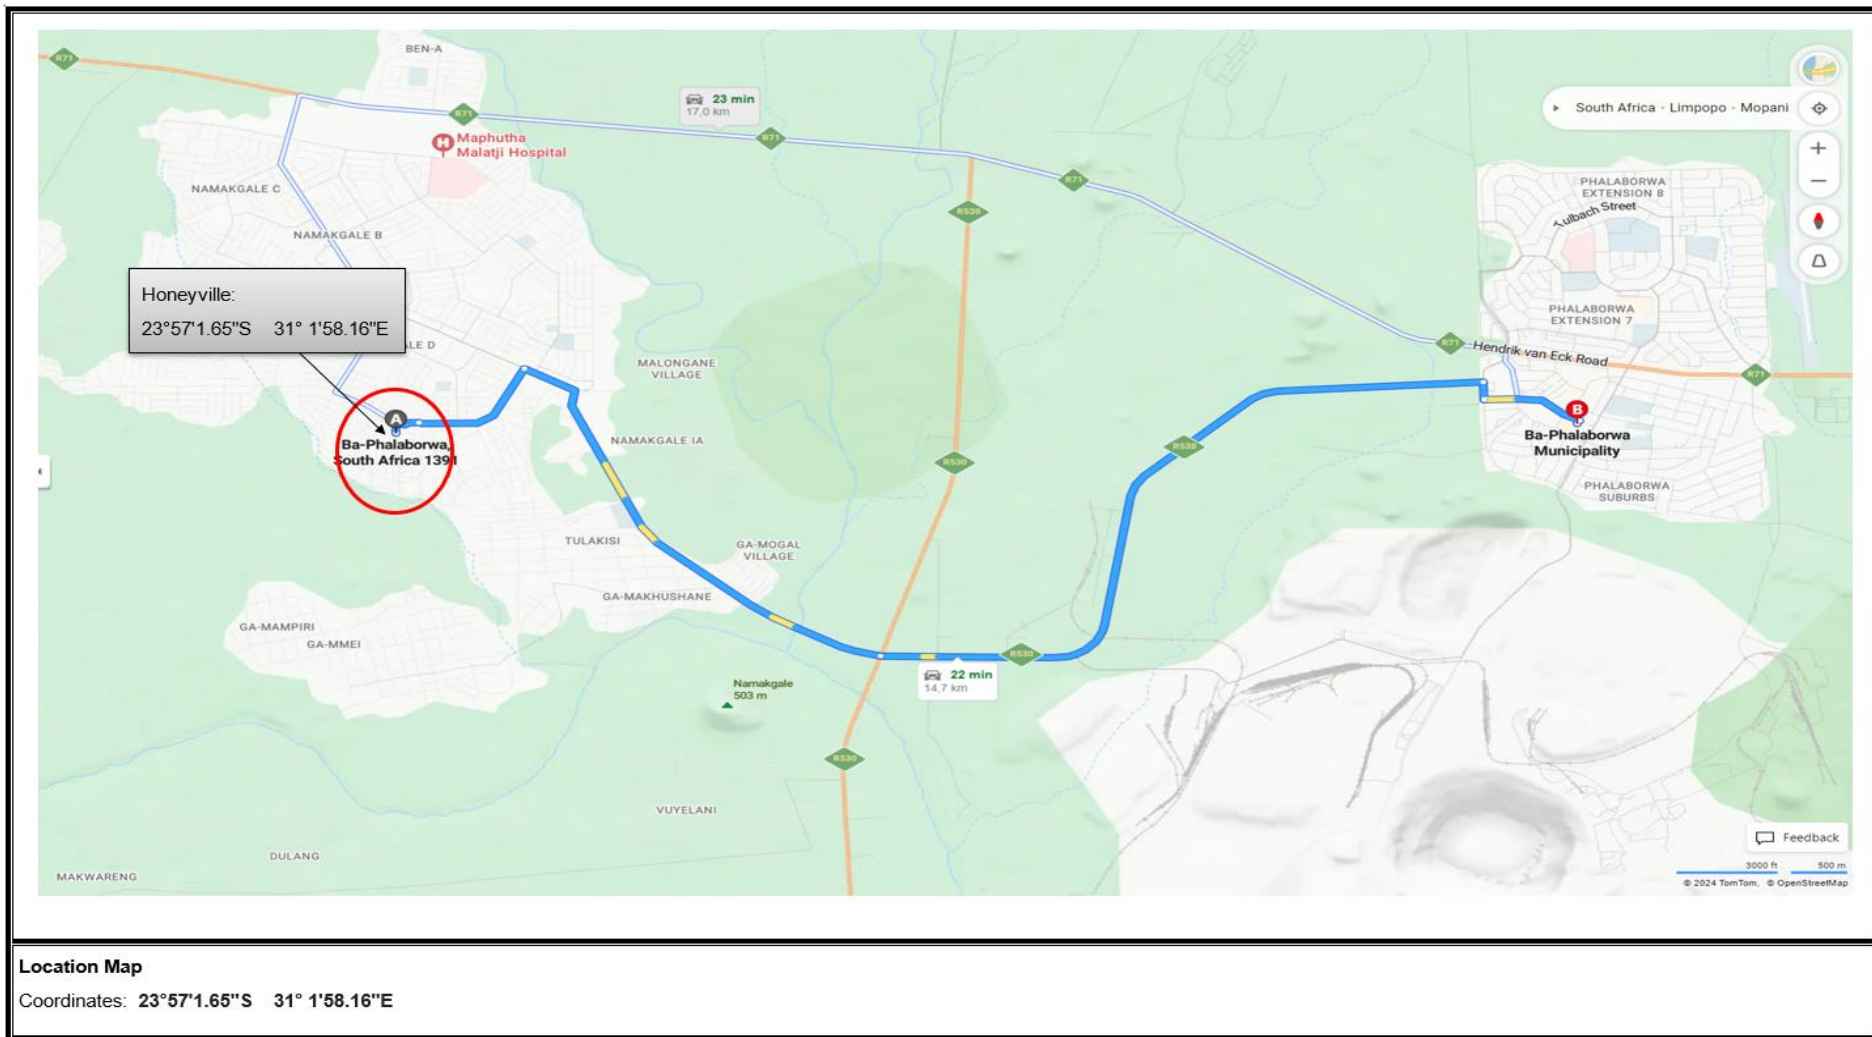 BEN-A
R71
R71
23 min
17,0 km
R71
South Africa - Limpopo - Mopani
Maphutha
Malatji Hospital
NAMAKGALE C
R530
R71
PHALABORWA
EXTENSION 8
Tulbach Street
NAMAKGALE B
Honeyville:
23°57'1.65"S 31° 1'58.16"E
ALE D
PHALABORWA
EXTENSION 7
R71
Hendrik van Eck Road
R71
MALONGANE
VILLAGE
A
Ba-Phalaborwa,
South Africa 1391
NAMAKGALE IA
R530
R530
B
Ba-Phalaborwa
Municipality
PHALABORWA
SUBURBS
TULAKISI
GA-MOGAL
VILLAGE
GA-MAKHUSHANE
GA-MAMPIRI
GA-MMEI
R530
22 min
14,7 km
Namakgale
503 m
R530
VUYELANI
DULANG
MAKWARENG
Feedback
3000 ft 500 m
© 2024 TomTom, © OpenStreetMap
Location Map
Coordinates: 23°57'1.65"S 31° 1'58.16"E